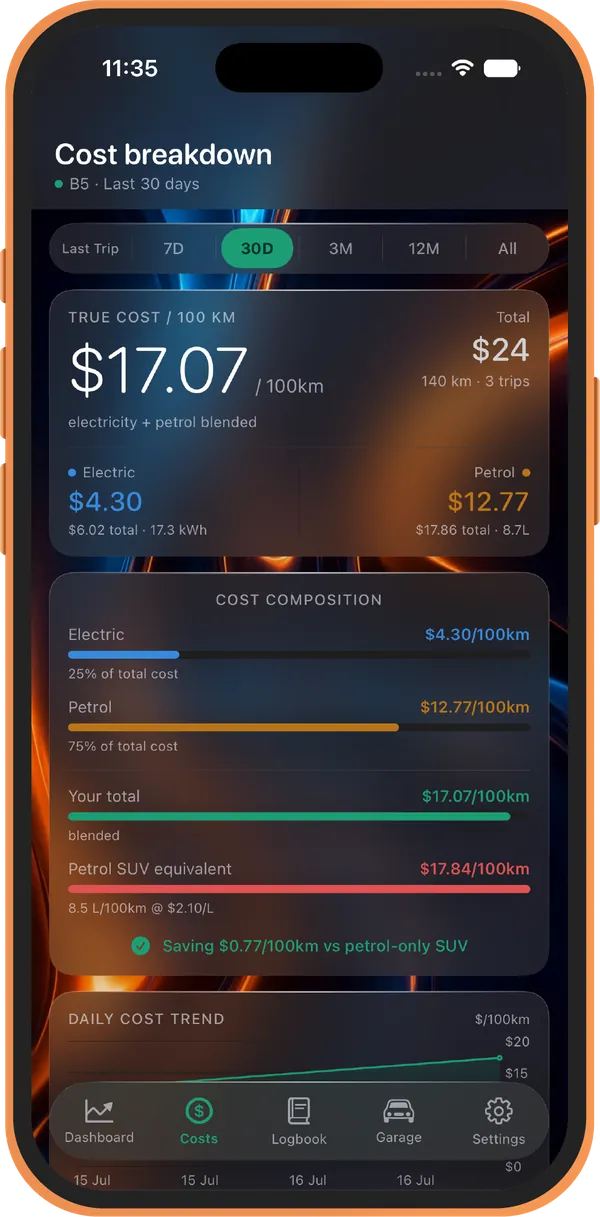 11:35
Cost breakdown
B5 · Last 30 days
Last Trip 7D 30D 3M 12M All
TRUE COST / 100 KM
Total
$17.07 / 100km
$24
140 km · 3 trips
electricity + petrol blended
Electric
Petrol
$4.30
$12.77
$6.02 total · 17.3 kWh
$17.86 total · 8.7L
COST COMPOSITION
Electric $4.30/100km
25% of total cost
Petrol $12.77/100km
75% of total cost
Your total $17.07/100km
blended
Petrol SUV equivalent $17.84/100km
8.5 L/100km @ $2.10/L
Saving $0.77/100km vs petrol-only SUV
DAILY COST TREND $/100km
$20
$15
Dashboard Costs Logbook Garage Settings
$0
15 Jul 15 Jul 16 Jul 16 Jul